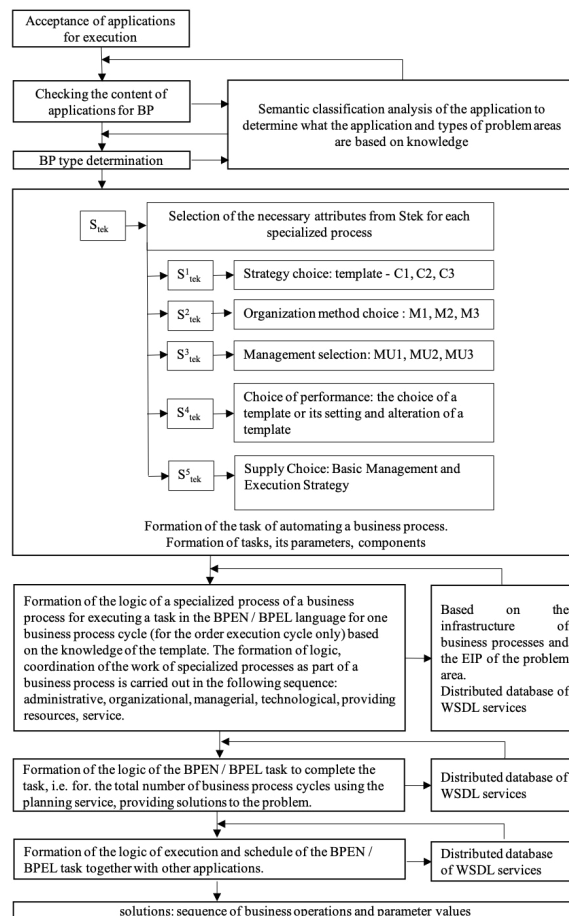 Acceptance of applications
for execution
Checking the content of
applications for BP
Semantic classification analysis of the application to
determine what the application and types of problem areas
are based on knowledge
BP type determination
S tek
Selection of the necessary attributes from Stek for each
specialized process
S1 tek
Strategy choice: template - C1, C2, C3
S2 tek
Organization method choice : M1, M2, M3
S3 tek
Management selection: MU1, MU2, MU3
S4 tek
Choice of performance: the choice of a
template or its setting and alteration of a
template
S5 tek
Supply Choice: Basic Management and
Execution Strategy
Formation of the task of automating a business process.
Formation of tasks, its parameters, components
Formation of the logic of a specialized process of a business
process for executing a task in the BPEN / BPEL language for one
business process cycle (for the order execution cycle only) based
on the knowledge of the template. The formation of logic,
coordination of the work of specialized processes as part of a
business process is carried out in the following sequence:
administrative, organizational, managerial, technological, providing
resources, service.
Based on the
infrastructure of
business processes and
the EIP of the problem
area.
Distributed database of
WSDL services
Formation of the logic of the BPEN / BPEL task to complete the
task, i.e. for. the total number of business process cycles using the
planning service, providing solutions to the problem.
Distributed database of
WSDL services
Formation of the logic of execution and schedule of the BPEN /
BPEL task together with other applications.
Distributed database
of WSDL services
solutions: sequence of business operations and parameter values